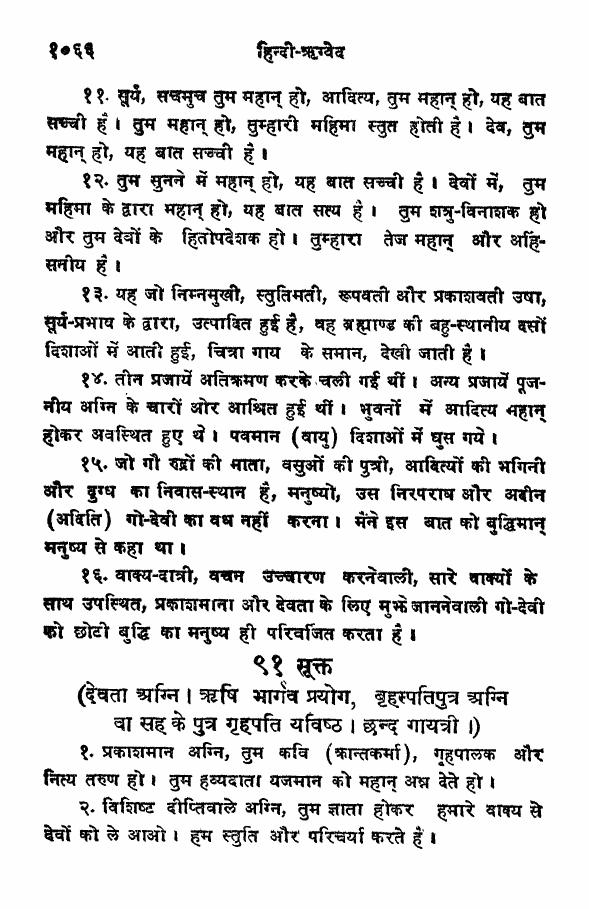 १०६६ हिन्दी-ऋग्वेद
११. सूर्य, सचमुच तुम महान् हो, आदित्य, तुम महान् हो, यह बात
सच्ची है। तुम महान् हो, तुम्हारी महिमा स्तुत होती है। देव, तुम
महान् हो, यह बात सच्ची है।
१२. तुम सुनने में महान् हो, यह बात सच्ची है। देवों में, तुम
महिमा के द्वारा महान् हो, यह बात सत्य है। तुम शत्रु-विनाशक हो
और तुम देवों के हितोपदेशक हो। तुम्हारा तेज महान् और अहिं-
सनीय है।
१३. यह जो निम्नमुखी, स्तुतिमती, रूपवती और प्रकाशवती उषा,
सूर्य-प्रभाव के द्वारा, उत्पादित हुई है, वह ब्रह्माण्ड की बहु-स्थानीय दसों
दिशाओं में आती हुई, चित्रा गाय के समान, देखी जाती है।
१४. तीन प्रजायें अतिक्रमण करके चली गई थीं। अन्य प्रजायें पूज-
नीय अग्नि के चारों ओर आश्रित हुई थीं। भुवनों में आदित्य महान्
होकर अवस्थित हुए थे। पवमान (वायु) दिशाओं में घुस गये।
१५. जो गौ रुद्रों की माता, वसुओं की पुत्री, आदित्यों की भगिनी
और दुग्ध का निवास-स्थान है, मनुष्यो, उस निरपराध और अदीन
(अदिति) गो-देवी का वध नहीं करना। मैंने इस बात को बुद्धिमान्
मनुष्य से कहा था।
१६. वाक्य-दात्री, वचन उच्चारण करनेवाली, सारे वाक्यों के
साथ उपस्थित, प्रकाशमाना और देवता के लिए मुझे जाननेवाली गो-देवी
को छोटी बुद्धि का मनुष्य ही परिवर्जित करता है।
९१ सूक्त
(देवता अग्नि। ऋषि भार्गव प्रयोग, बृहस्पतिपुत्र अग्नि
वा सह के पुत्र गृहपति यविष्ठ। छन्द गायत्री।)
१. प्रकाशमान अग्नि, तुम कवि (क्रान्तकर्मा), गृहपालक और
नित्य तरुण हो। तुम हव्यदाता यजमान को महान् अन्न देते हो।
२. विशिष्ट दीप्तिवाले अग्नि, तुम ज्ञाता होकर हमारे वाक्य से
देवों को ले आओ। हम स्तुति और परिचर्या करते हैं।